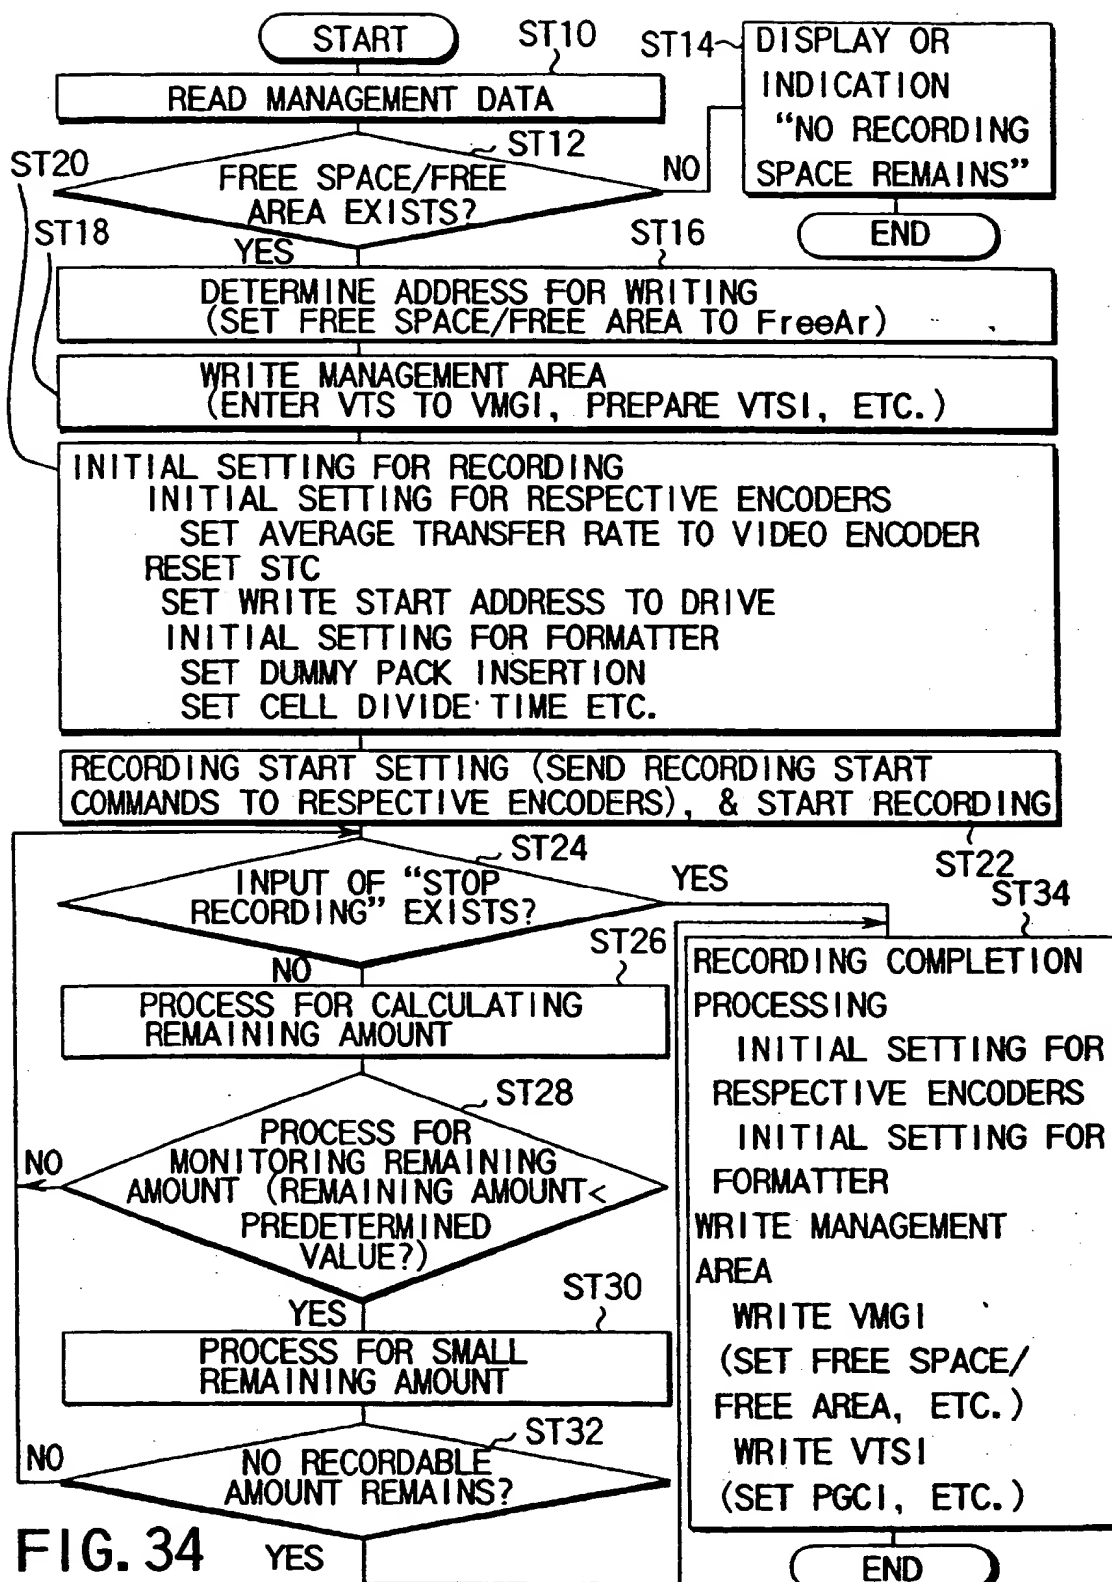 START
ST10
READ MANAGEMENT DATA
ST14
DISPLAY OR
INDICATION
“NO RECORDING
SPACE REMAINS”
END
ST12
FREE SPACE/FREE
AREA EXISTS?
NO
YES
ST20
ST18
ST16
DETERMINE ADDRESS FOR WRITING
(SET FREE SPACE/FREE AREA TO FreeAr)
WRITE MANAGEMENT AREA
(ENTER VTS TO VMGI, PREPARE VTSI, ETC.)
INITIAL SETTING FOR RECORDING
INITIAL SETTING FOR RESPECTIVE ENCODERS
SET AVERAGE TRANSFER RATE TO VIDEO ENCODER
RESET STC
SET WRITE START ADDRESS TO DRIVE
INITIAL SETTING FOR FORMATTER
SET DUMMY PACK INSERTION
SET CELL DIVIDE TIME ETC.
RECORDING START SETTING (SEND RECORDING START
COMMANDS TO RESPECTIVE ENCODERS), & START RECORDING
ST22
ST24
INPUT OF “STOP
RECORDING” EXISTS?
YES
NO
ST26
PROCESS FOR CALCULATING
REMAINING AMOUNT
ST28
PROCESS FOR
MONITORING REMAINING
AMOUNT (REMAINING AMOUNT<
PREDETERMINED
VALUE?)
NO
YES
ST30
PROCESS FOR SMALL
REMAINING AMOUNT
ST32
NO RECORDABLE
AMOUNT REMAINS?
NO
YES
ST34
RECORDING COMPLETION
PROCESSING
INITIAL SETTING FOR
RESPECTIVE ENCODERS
INITIAL SETTING FOR
FORMATTER
WRITE MANAGEMENT
AREA
WRITE VMGI
(SET FREE SPACE/
FREE AREA, ETC.)
WRITE VTSI
(SET PGCI, ETC.)
END
FIG. 34